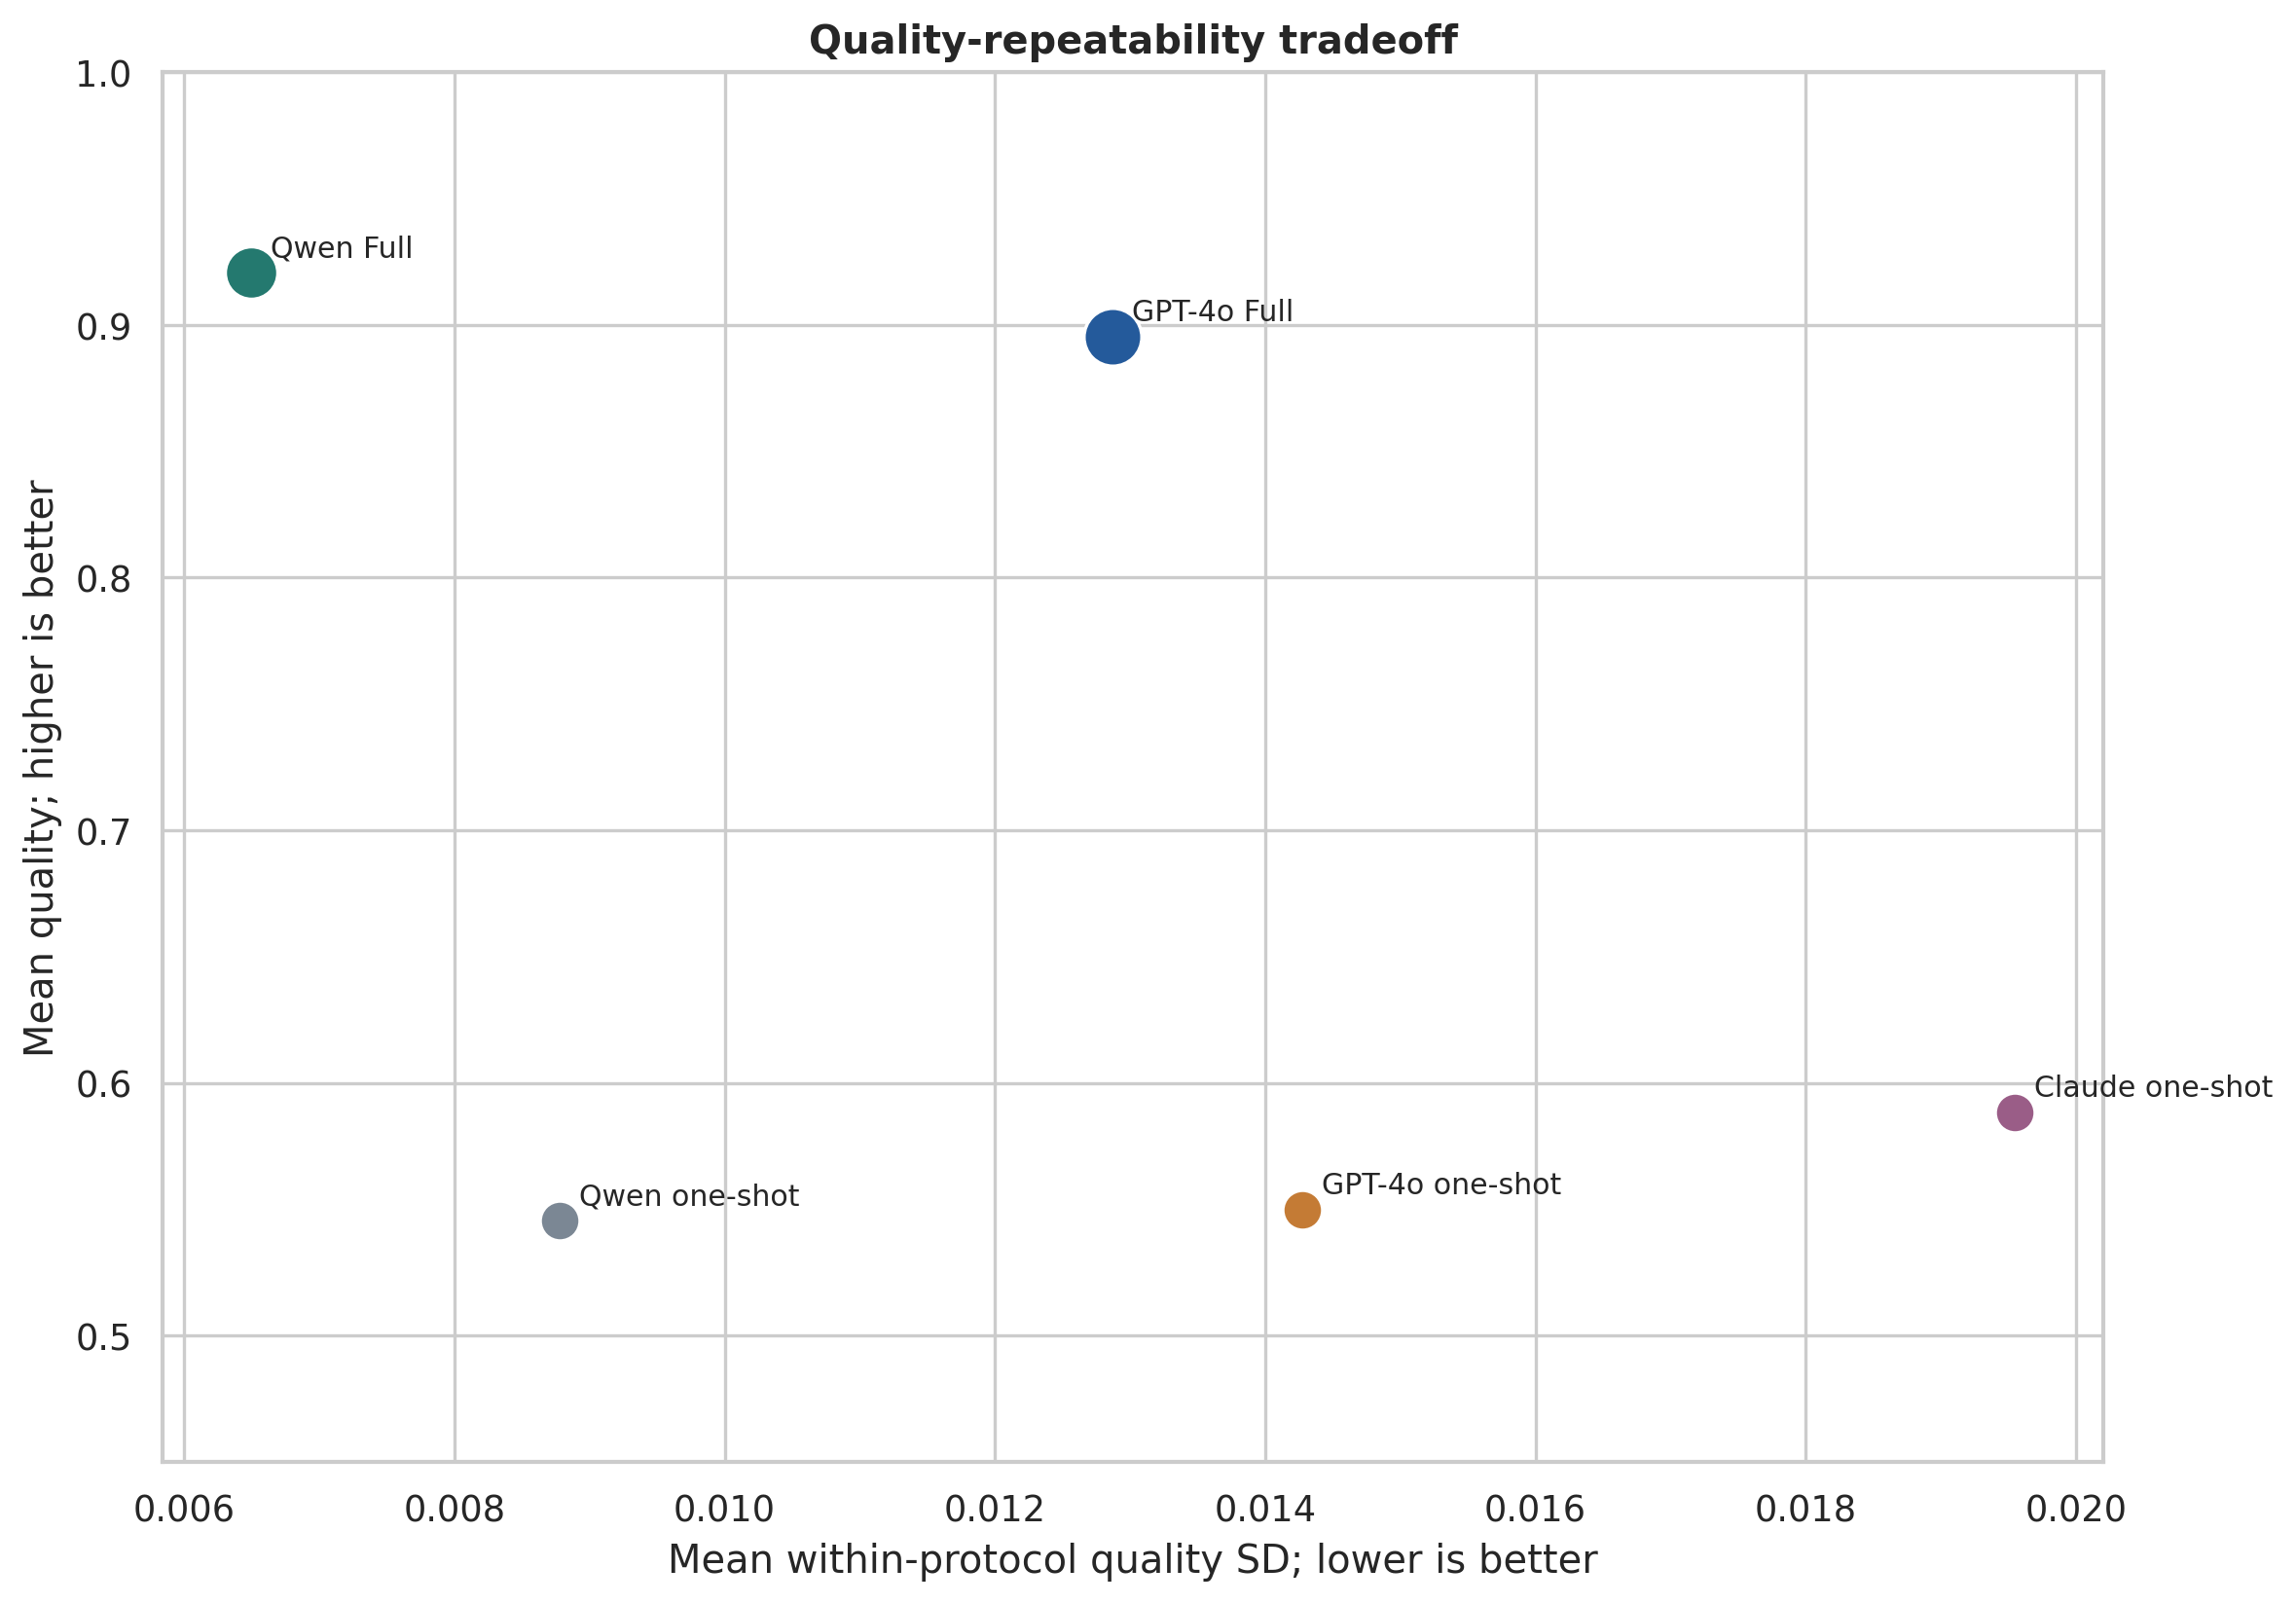 Quality-repeatability tradeoff
1.0
0.9
0.8
0.7
0.6
0.5
Mean quality; higher is better
Qwen Full
GPT-4o Full
Claude one-shot
GPT-4o one-shot
Qwen one-shot
0.006 0.008 0.010 0.012 0.014 0.016 0.018 0.020
Mean within-protocol quality SD; lower is better